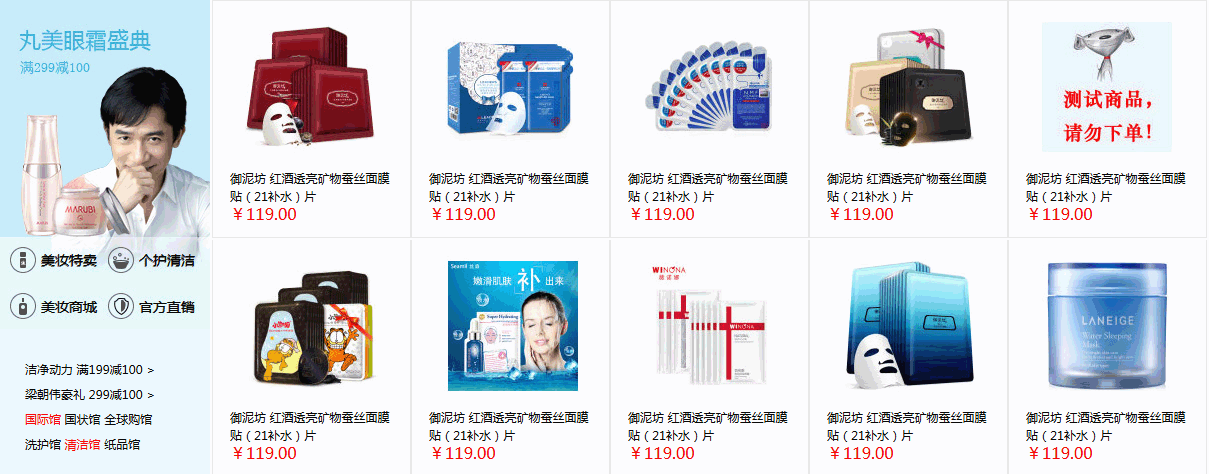 丸美眼霜盛典
满299减100
MARUBI
美妆特卖
个护清洁
美妆商城
官方直销
洁净动力 满199减100 >
梁朝伟豪礼 299减100 >
国际馆 国状馆 全球购馆
洗护馆 清洁馆 纸品馆
御泥坊 红酒透亮矿物蚕丝面膜
贴（21补水）片
￥119.00
御泥坊 红酒透亮矿物蚕丝面膜
贴（21补水）片
￥119.00
御泥坊 红酒透亮矿物蚕丝面膜
贴（21补水）片
￥119.00
御泥坊 红酒透亮矿物蚕丝面膜
贴（21补水）片
￥119.00
测试商品，
请勿下单！
御泥坊 红酒透亮矿物蚕丝面膜
贴（21补水）片
￥119.00
御泥坊 红酒透亮矿物蚕丝面膜
贴（21补水）片
￥119.00
嫩滑肌肤 补 出来
御泥坊 红酒透亮矿物蚕丝面膜
贴（21补水）片
￥119.00
WINONA
薇诺娜
WINONA
御泥坊 红酒透亮矿物蚕丝面膜
贴（21补水）片
￥119.00
御泥坊 红酒透亮矿物蚕丝面膜
贴（21补水）片
￥119.00
LANEIGE
Water Sleeping
Mask
御泥坊 红酒透亮矿物蚕丝面膜
贴（21补水）片
￥119.00